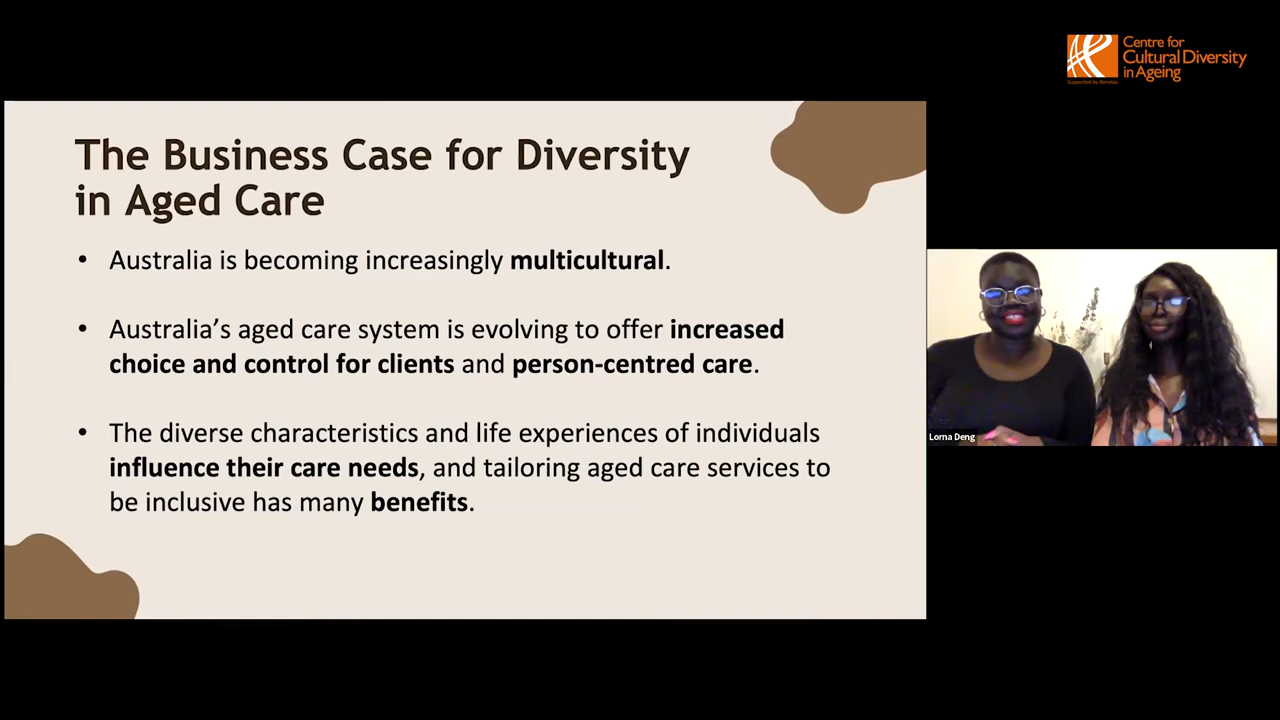 Centre for
Cultural Diversity
in Ageing
Supported by Benetas
The Business Case for Diversity
in Aged Care
• Australia is becoming increasingly multicultural.
• Australia’s aged care system is evolving to offer increased
choice and control for clients and person-centred care.
• The diverse characteristics and life experiences of individuals
influence their care needs, and tailoring aged care services to
be inclusive has many benefits.
Lorna Deng